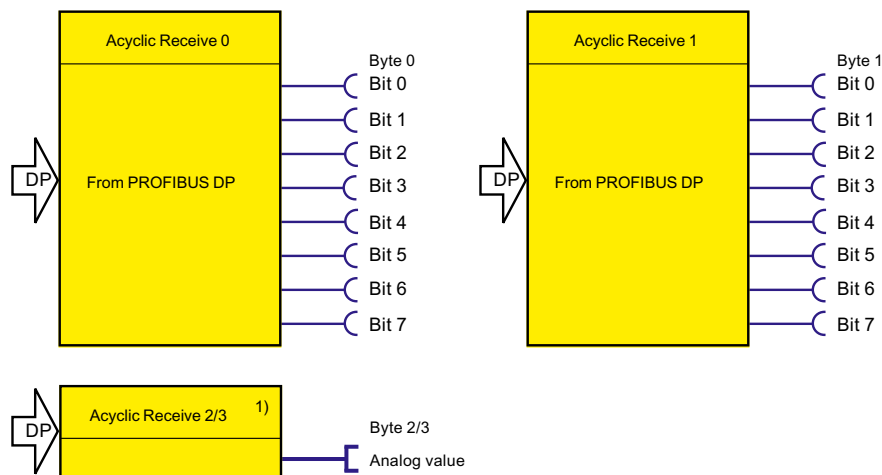 Acyclic Receive 0
Byte 0
Bit 0
Bit 1
Bit 2
DP
From PROFIBUS DP
Bit 3
Bit 4
Bit 5
Bit 6
Bit 7
Acyclic Receive 1
Byte 1
Bit 0
Bit 1
Bit 2
DP
From PROFIBUS DP
Bit 3
Bit 4
Bit 5
Bit 6
Bit 7
DP
Acyclic Receive 2/3 1)
Byte 2/3
Analog value